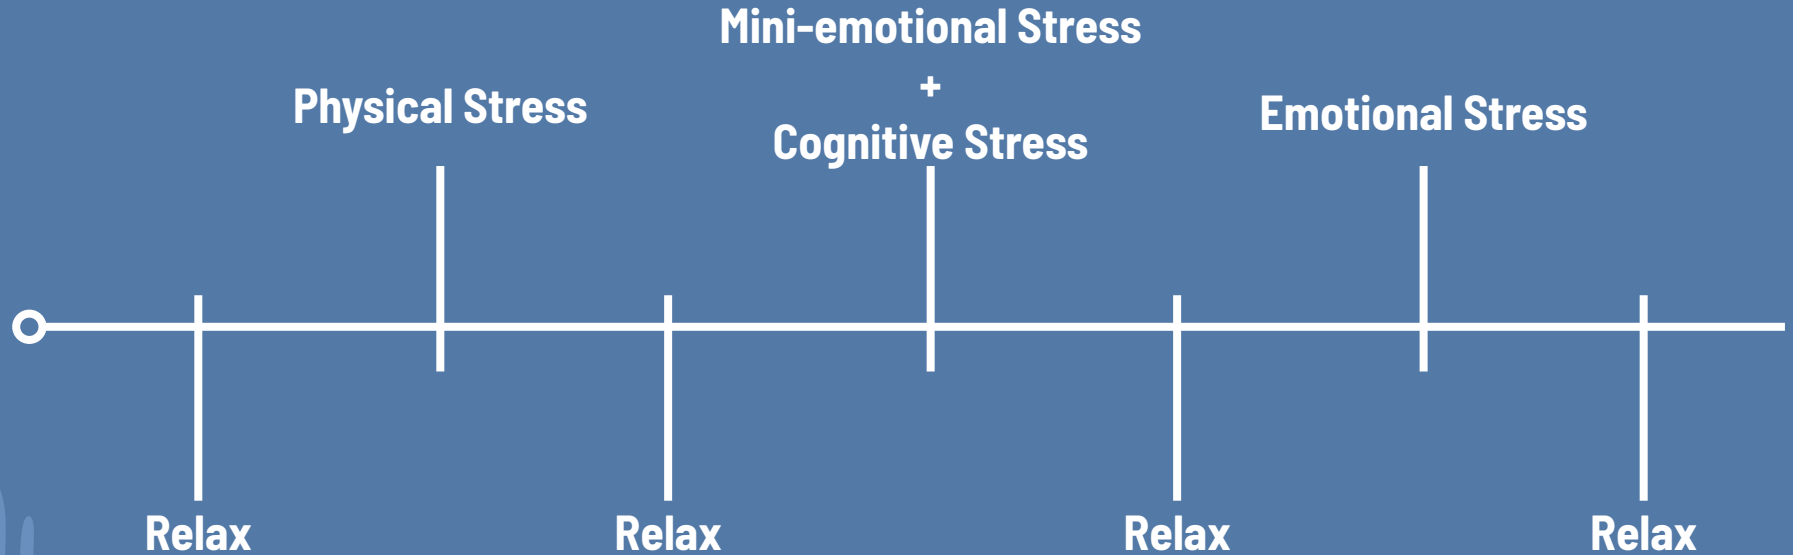 Mini-emotional Stress
+
Cognitive Stress
Physical Stress
Emotional Stress
Relax
Relax
Relax
Relax